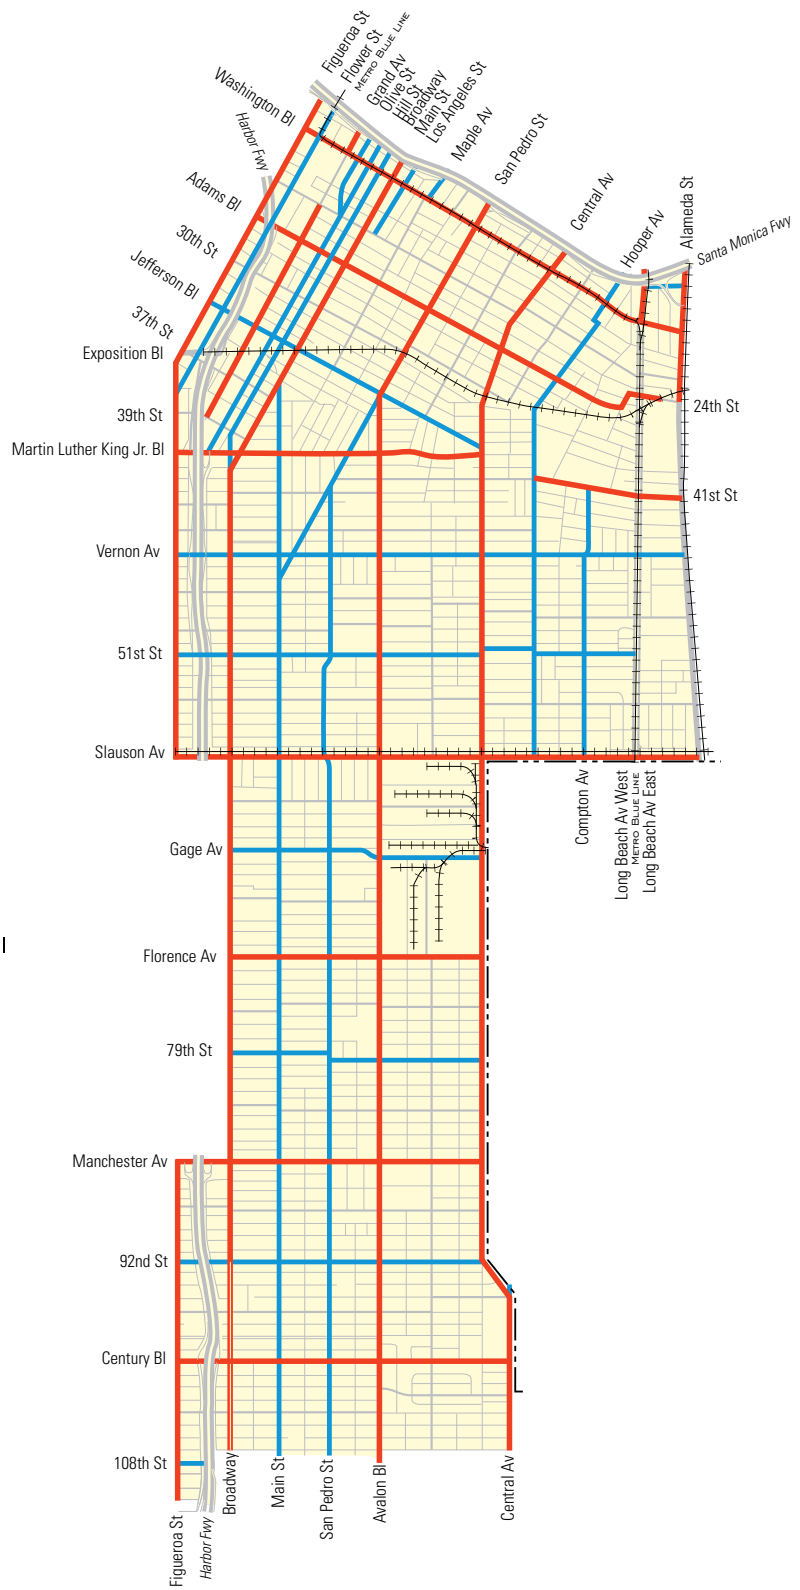 Figueroa St
Flower St
Metro Blue Line
Grand Av
Olive St
Hill St
Broadway
Main St
Los Angeles St
Maple Av
San Pedro St
Central Av
Hooper Av
Alameda St
Santa Monica Fwy
Washington Bl
Harbor Fwy
Adams Bl
30th St
Jefferson Bl
37th St
Exposition Bl
39th St
24th St
Martin Luther King Jr. Bl
41st St
Vernon Av
51st St
Slauson Av
Compton Av
Long Beach Av West
Metro Blue Line
Long Beach Av East
Gage Av
Florence Av
79th St
Manchester Av
92nd St
Century Bl
108th St
Figueroa St
Harbor Fwy
Broadway
Main St
San Pedro St
Avalon Bl
Central Av